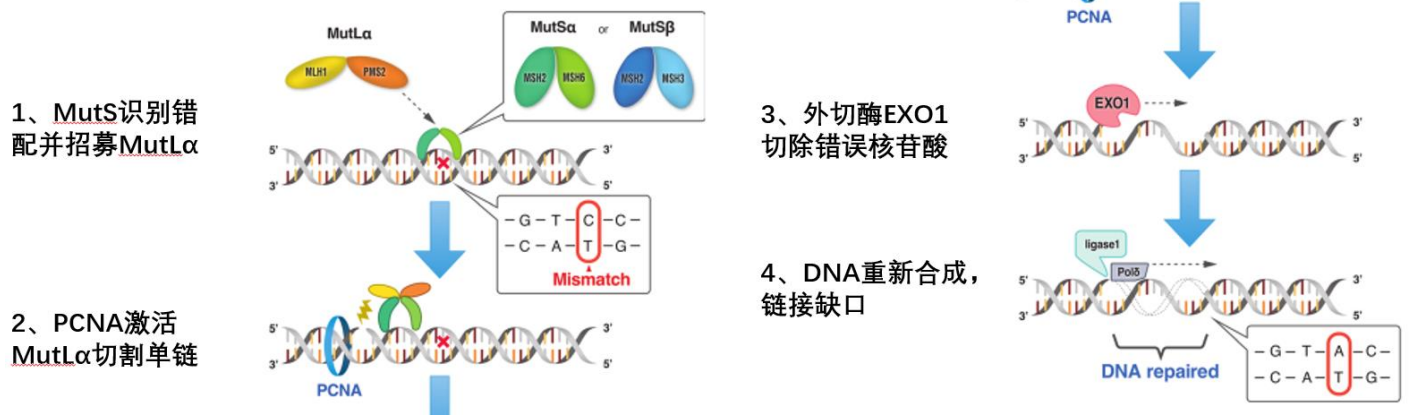 1、MutS识别错
配并招募MutLα
MutLα
MLH1
PMS2
MutSα or MutSβ
MSH2
MSH6
MSH2
MSH3
5'
3'
3'
5'
-G-T-C-C-
-C-A-T-G-
Mismatch
2、PCNA激活
MutLα切割单链
5'
3'
3'
5'
PCNA
PCNA
3、外切酶EXO1
切除错误核苷酸
EXO1
5'
3'
3'
5'
4、DNA重新合成，
链接缺口
ligase1
Polδ
5'
3'
3'
5'
DNA repaired
-G-T-A-C-
-C-A-T-G-